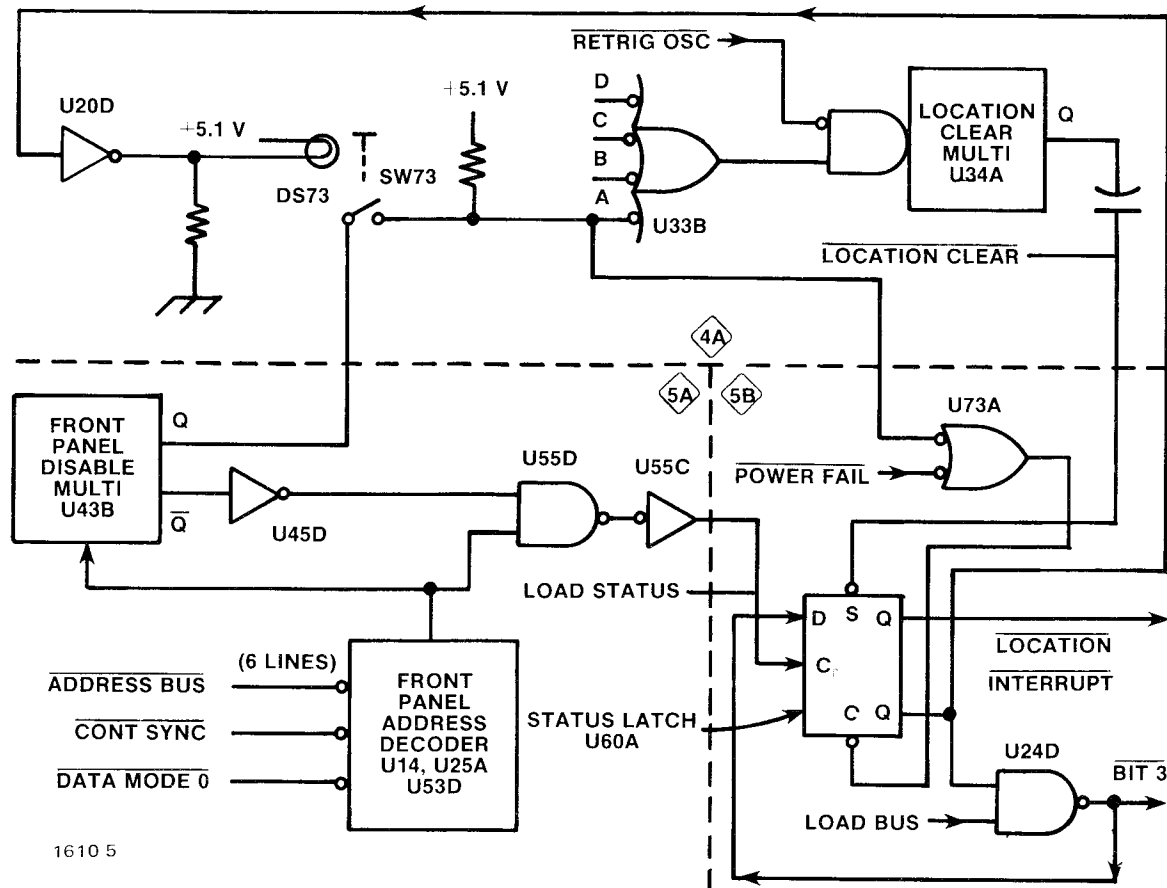 RETRIG OSC
U20D
+5.1 V
+5.1 V
DS73
SW73
D
C
B
A
U33B
LOCATION
CLEAR
MULTI
U34A
Q
LOCATION CLEAR
4A
5A
5B
FRONT
PANEL
DISABLE
MULTI
U43B
Q
Q
U45D
U55D
U55C
U73A
POWER FAIL
LOAD STATUS
D
S
Q
C
C
Q
LOCATION
INTERRUPT
STATUS LATCH
U60A
(6 LINES)
ADDRESS BUS
CONT SYNC
DATA MODE 0
FRONT
PANEL
ADDRESS
DECODER
U14, U25A
U53D
U24D
BIT 3
LOAD BUS
1610 5